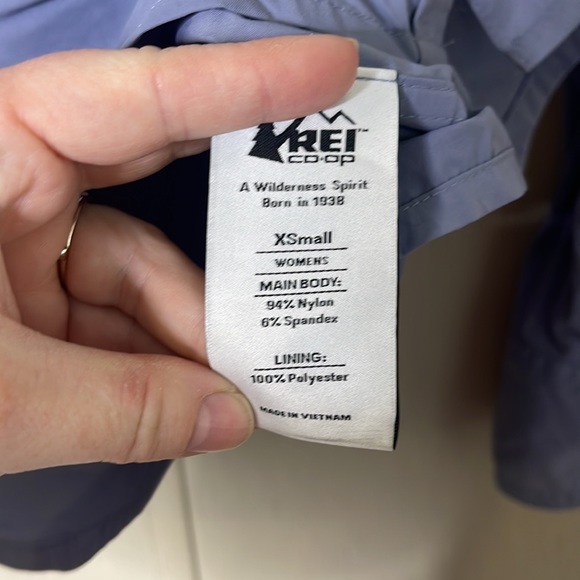 REI™
CO·OP
A Wilderness Spirit
Born in 1938
XSmall
WOMENS
MAIN BODY:
94% Nylon
6% Spandex
LINING:
100% Polyester
MADE IN VIETNAM